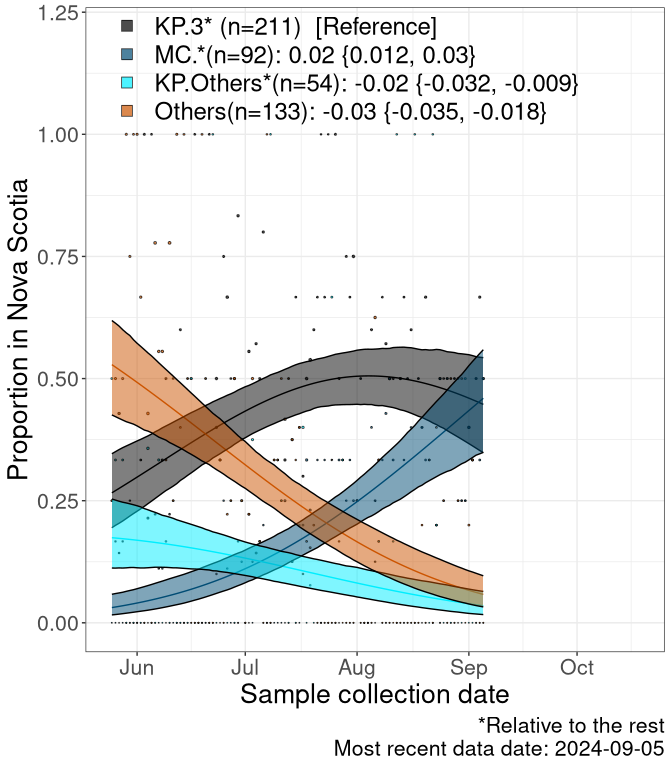 KP.3* (n=211) [Reference]
MC.*(n=92): 0.02 {0.012, 0.03}
KP.Others*(n=54): -0.02 {-0.032, -0.009}
Others(n=133): -0.03 {-0.035, -0.018}
Proportion in Nova Scotia
1.25
1.00
0.75
0.50
0.25
0.00
Jun Jul Aug Sep Oct
Sample collection date
*Relative to the rest
Most recent data date: 2024-09-05